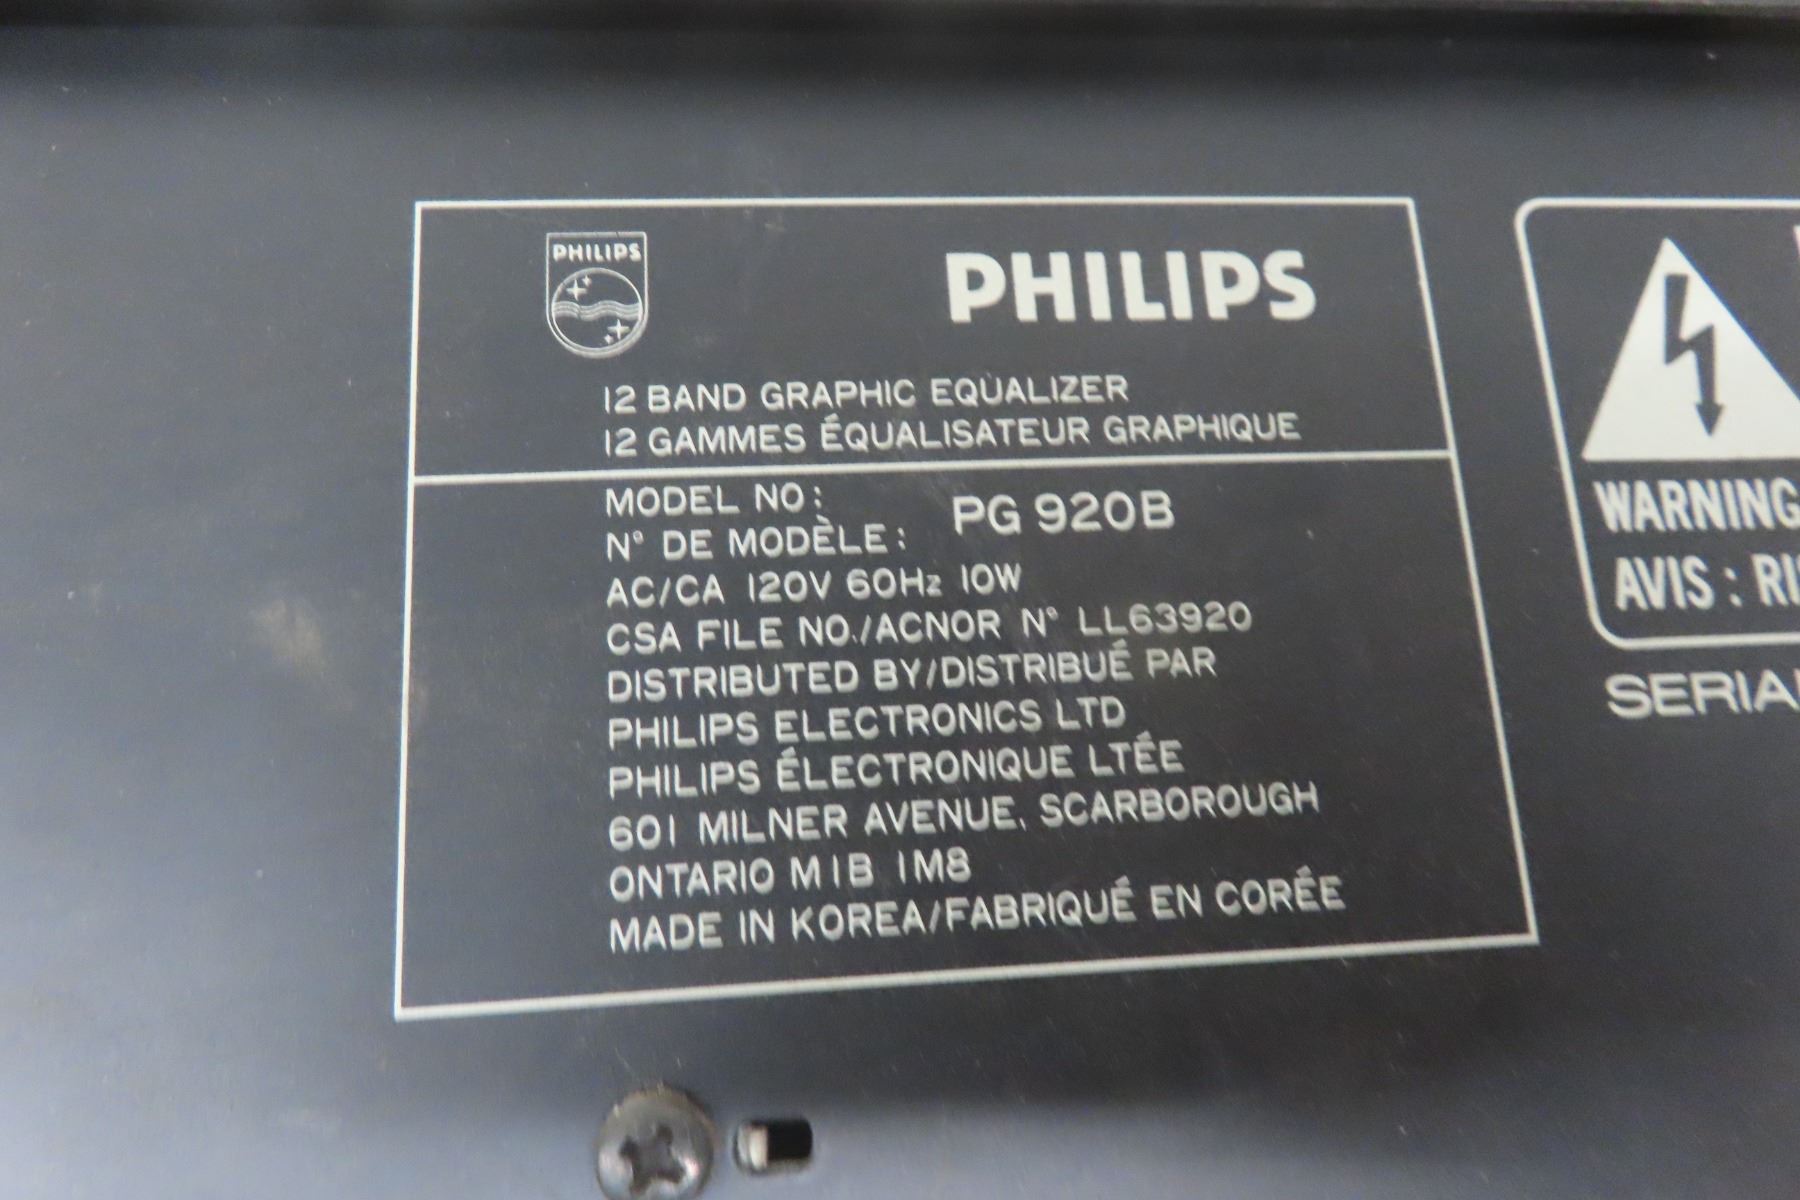 PHILIPS
PHILIPS
12 BAND GRAPHIC EQUALIZER
12 GAMMES ÉQUALISATEUR GRAPHIQUE
MODEL NO:
N° DE MODÈLE: PG 920B
AC/CA 120V 60Hz 10W
CSA FILE NO./ACNOR N° LL63920
DISTRIBUTED BY/DISTRIBUÉ PAR
PHILIPS ELECTRONICS LTD
PHILIPS ÉLECTRONIQUE LTÉE
601 MILNER AVENUE, SCARBOROUGH
ONTARIO M1B 1M8
MADE IN KOREA/FABRIQUÉ EN CORÉE
WARNING
AVIS: